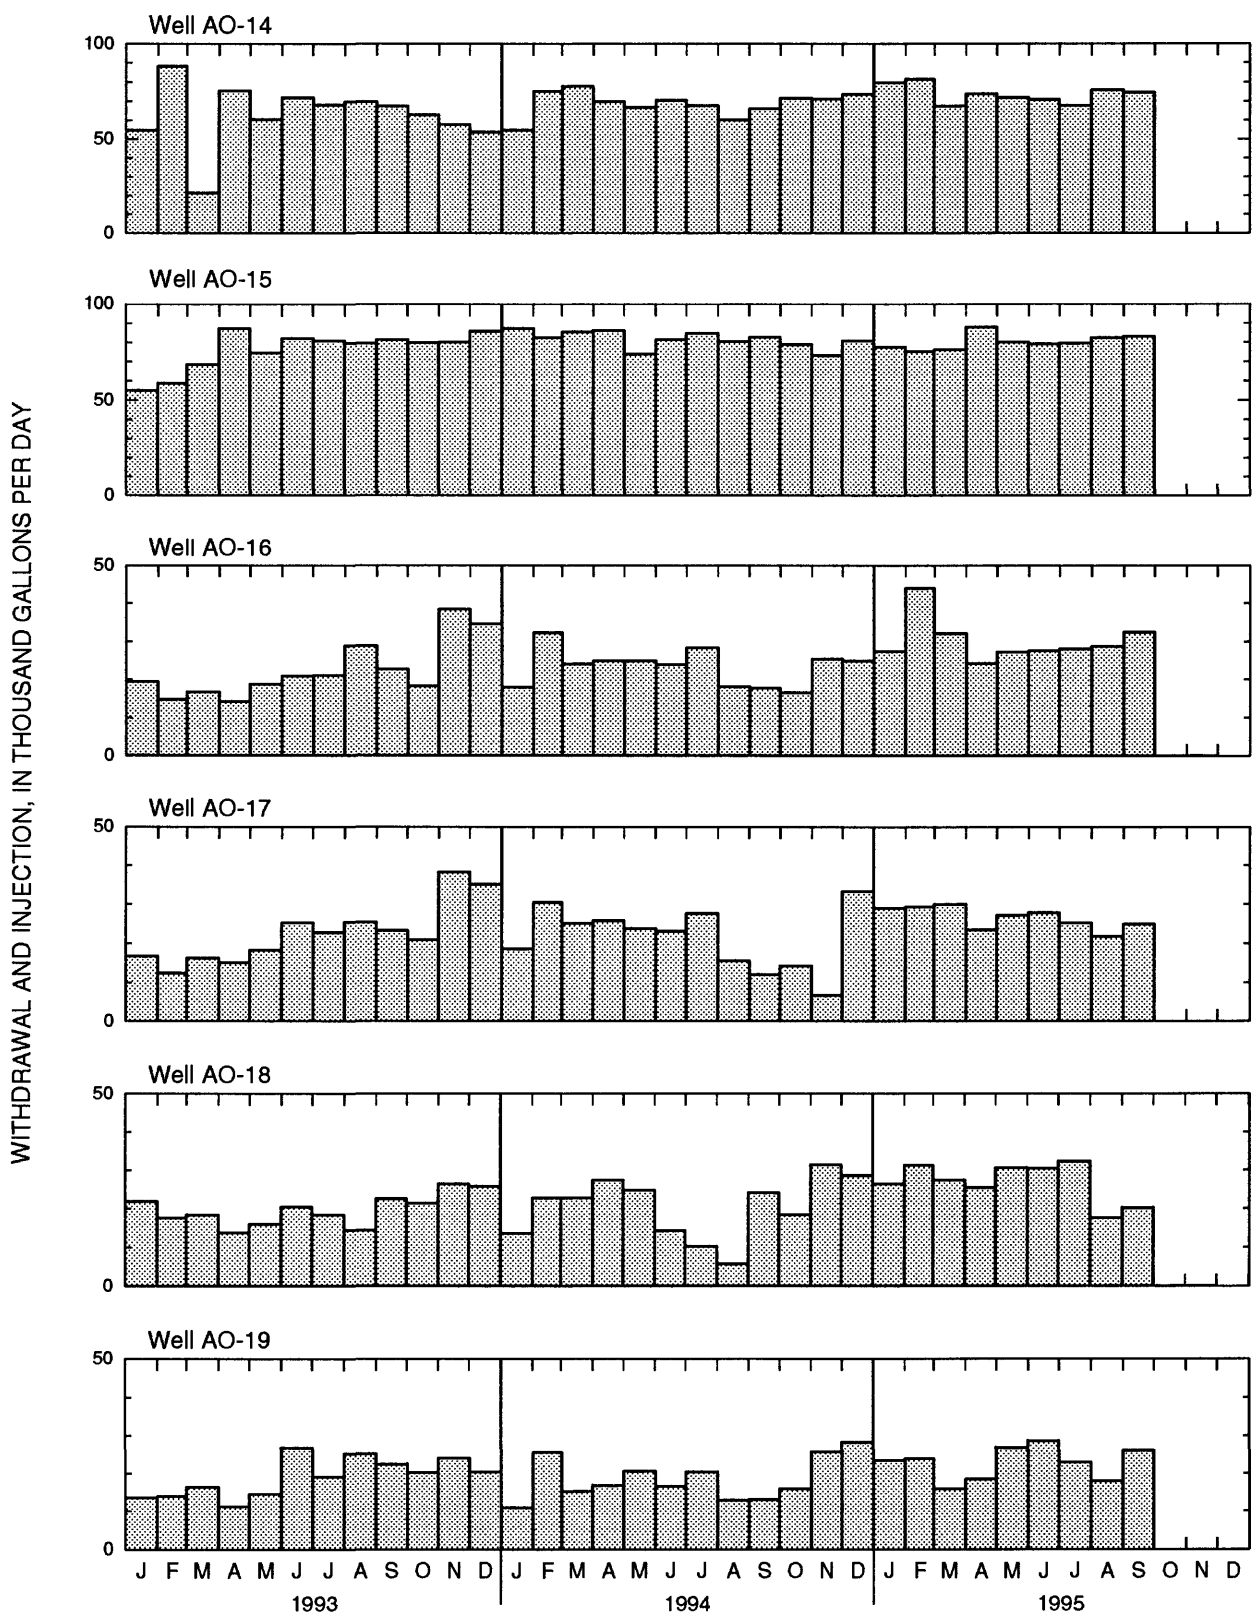 Well AO-14
100
50
0
Well AO-15
100
50
0
Well AO-16
50
0
Well AO-17
50
0
Well AO-18
50
0
Well AO-19
50
0
WITHDRAWAL AND INJECTION, IN THOUSAND GALLONS PER DAY
J F M A M J J A S O N D J F M A M J J A S O N D J F M A M J J A S O N D
1993 1994 1995